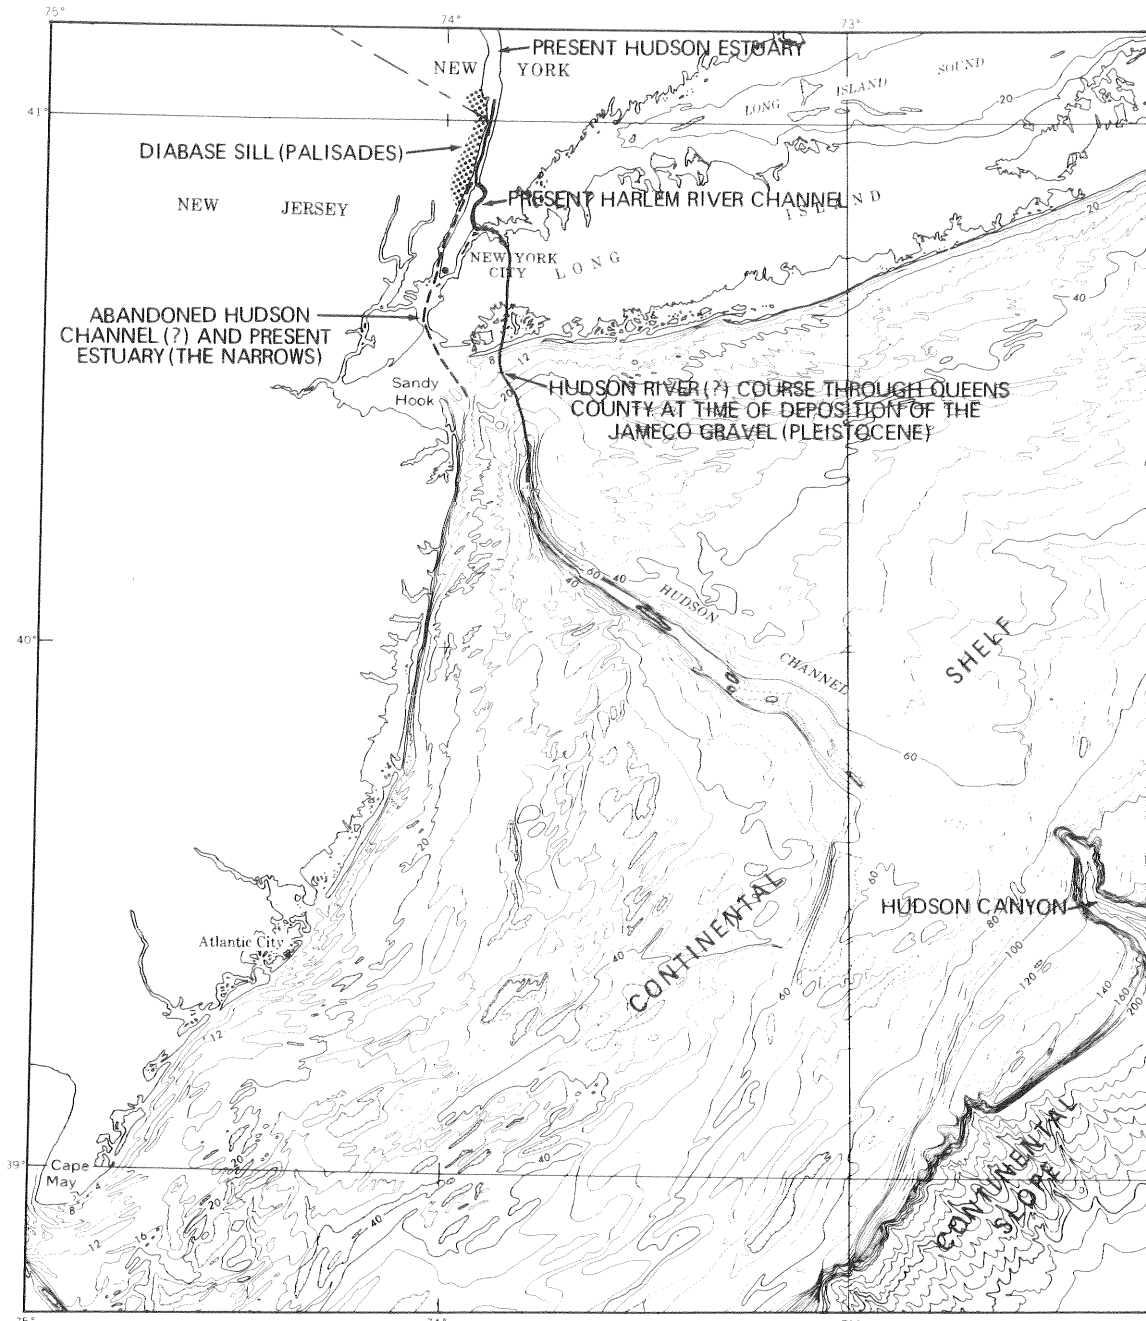 75°
74°
73°
PRESENT HUDSON ESTUARY
NEW YORK
LONG ISLAND SOUND
20
41°
DIABASE SILL (PALISADES)
NEW JERSEY
PRESENT HARLEM RIVER CHANNEL
LONG ISLAND
20
NEW YORK
CITY
40
ABANDONED HUDSON
CHANNEL (?) AND PRESENT
ESTUARY (THE NARROWS)
8
12
Sandy
Hook
20
HUDSON RIVER (?) COURSE THROUGH QUEENS
COUNTY AT TIME OF DEPOSITION OF THE
JAMECO GRAVEL (PLEISTOCENE)
60
40
40
HUDSON
CHANNEL
40°
SHELF
60
20
60
HUDSON CANYON
80
CONTINENTAL
Atlantic City
40
100
120
140
160
200
60
12
CONTINENTAL
SLOPE
39°
Cape
May
4
8
20
40
20
40
12
16